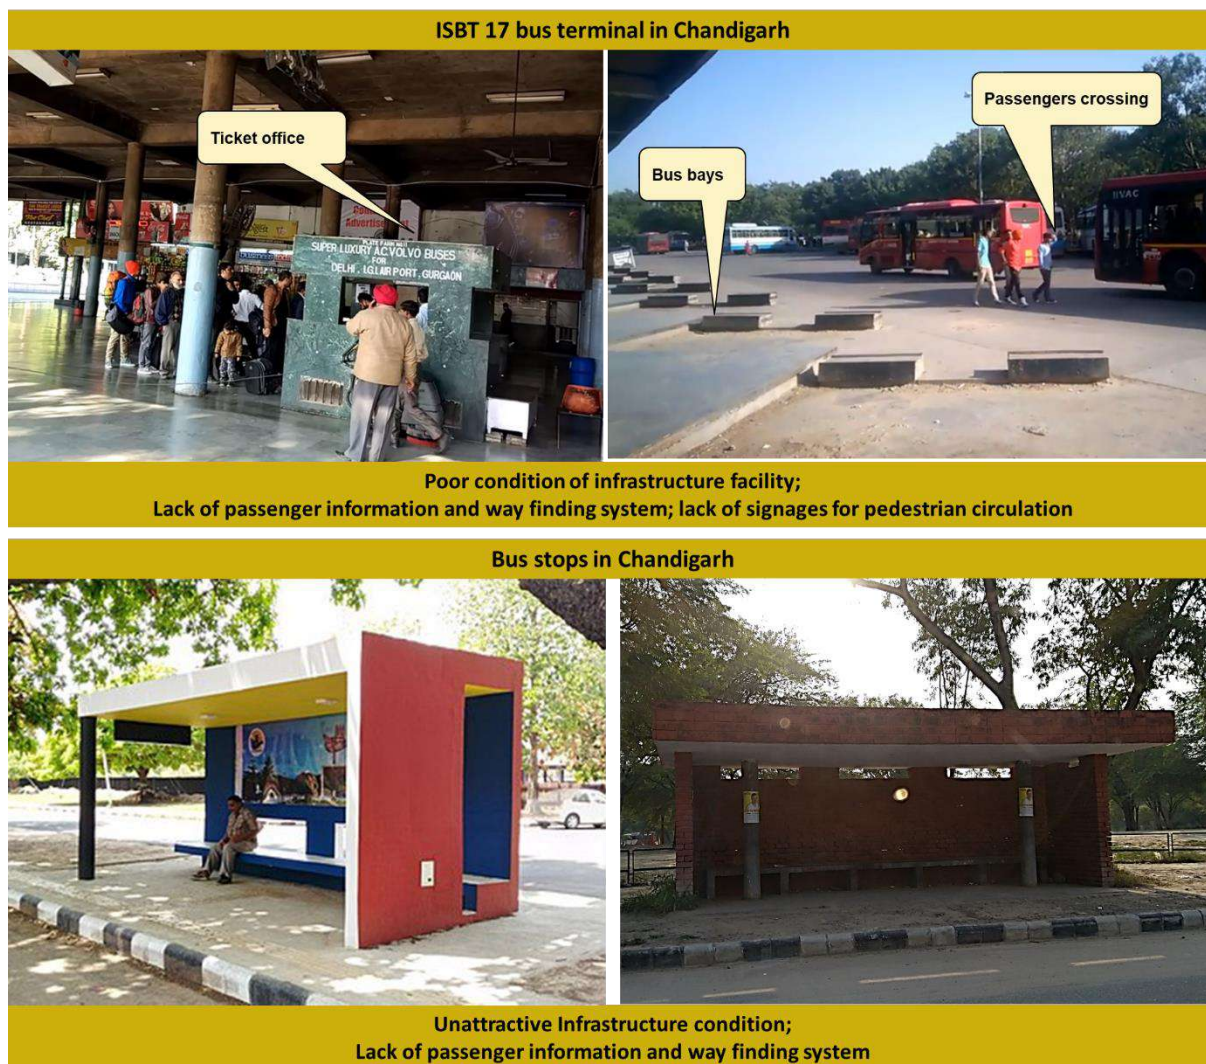 ISBT 17 bus terminal in Chandigarh
Ticket office
SUPER LUXURY A.C. VOLVO BUSES
FOR
DELHI, I.G.I. AIR PORT, GURGAON
Passengers crossing
Bus bays
HVAC
Poor condition of infrastructure facility;
Lack of passenger information and way finding system; lack of signages for pedestrian circulation
Bus stops in Chandigarh
Unattractive Infrastructure condition;
Lack of passenger information and way finding system